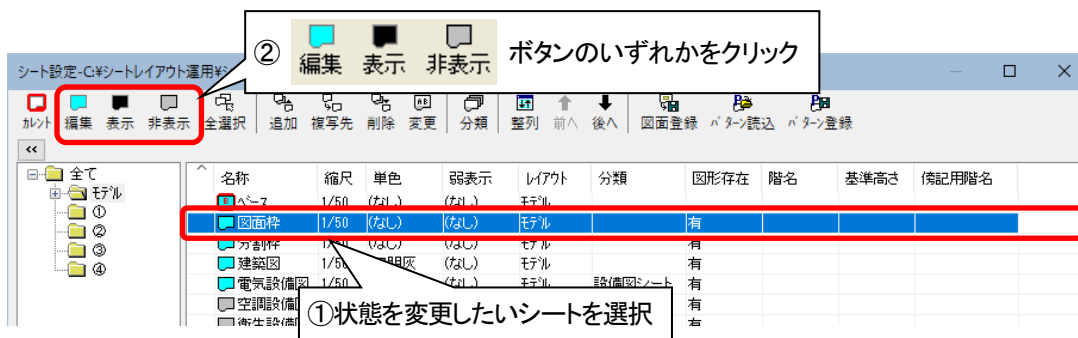 ② 編集 表示 非表示 ボタンのいずれかをクリック
シート設定-C:¥シートレイアウト運用¥シ
カレント 編集 表示 非表示 全選択 追加 複写先 削除 変更 分類 整列 前へ 後へ 図面登録 パターン読込 パターン登録
<<
全て
モデル
①
②
③
④
名称 縮尺 単色 弱表示 レイアウト 分類 図形存在 階名 基準高さ 傍記用階名
ベース 1/50 (なし) (なし) モデル
図面枠 1/50 (なし) (なし) モデル 有
分割枠 1/50 (なし) (なし) モデル 有
建築図 1/50 明灰 (なし) モデル 有
電気設備図 1/50 (なし) モデル 設備図シート 有
空調設備 有
衛生設備 有
①状態を変更したいシートを選択